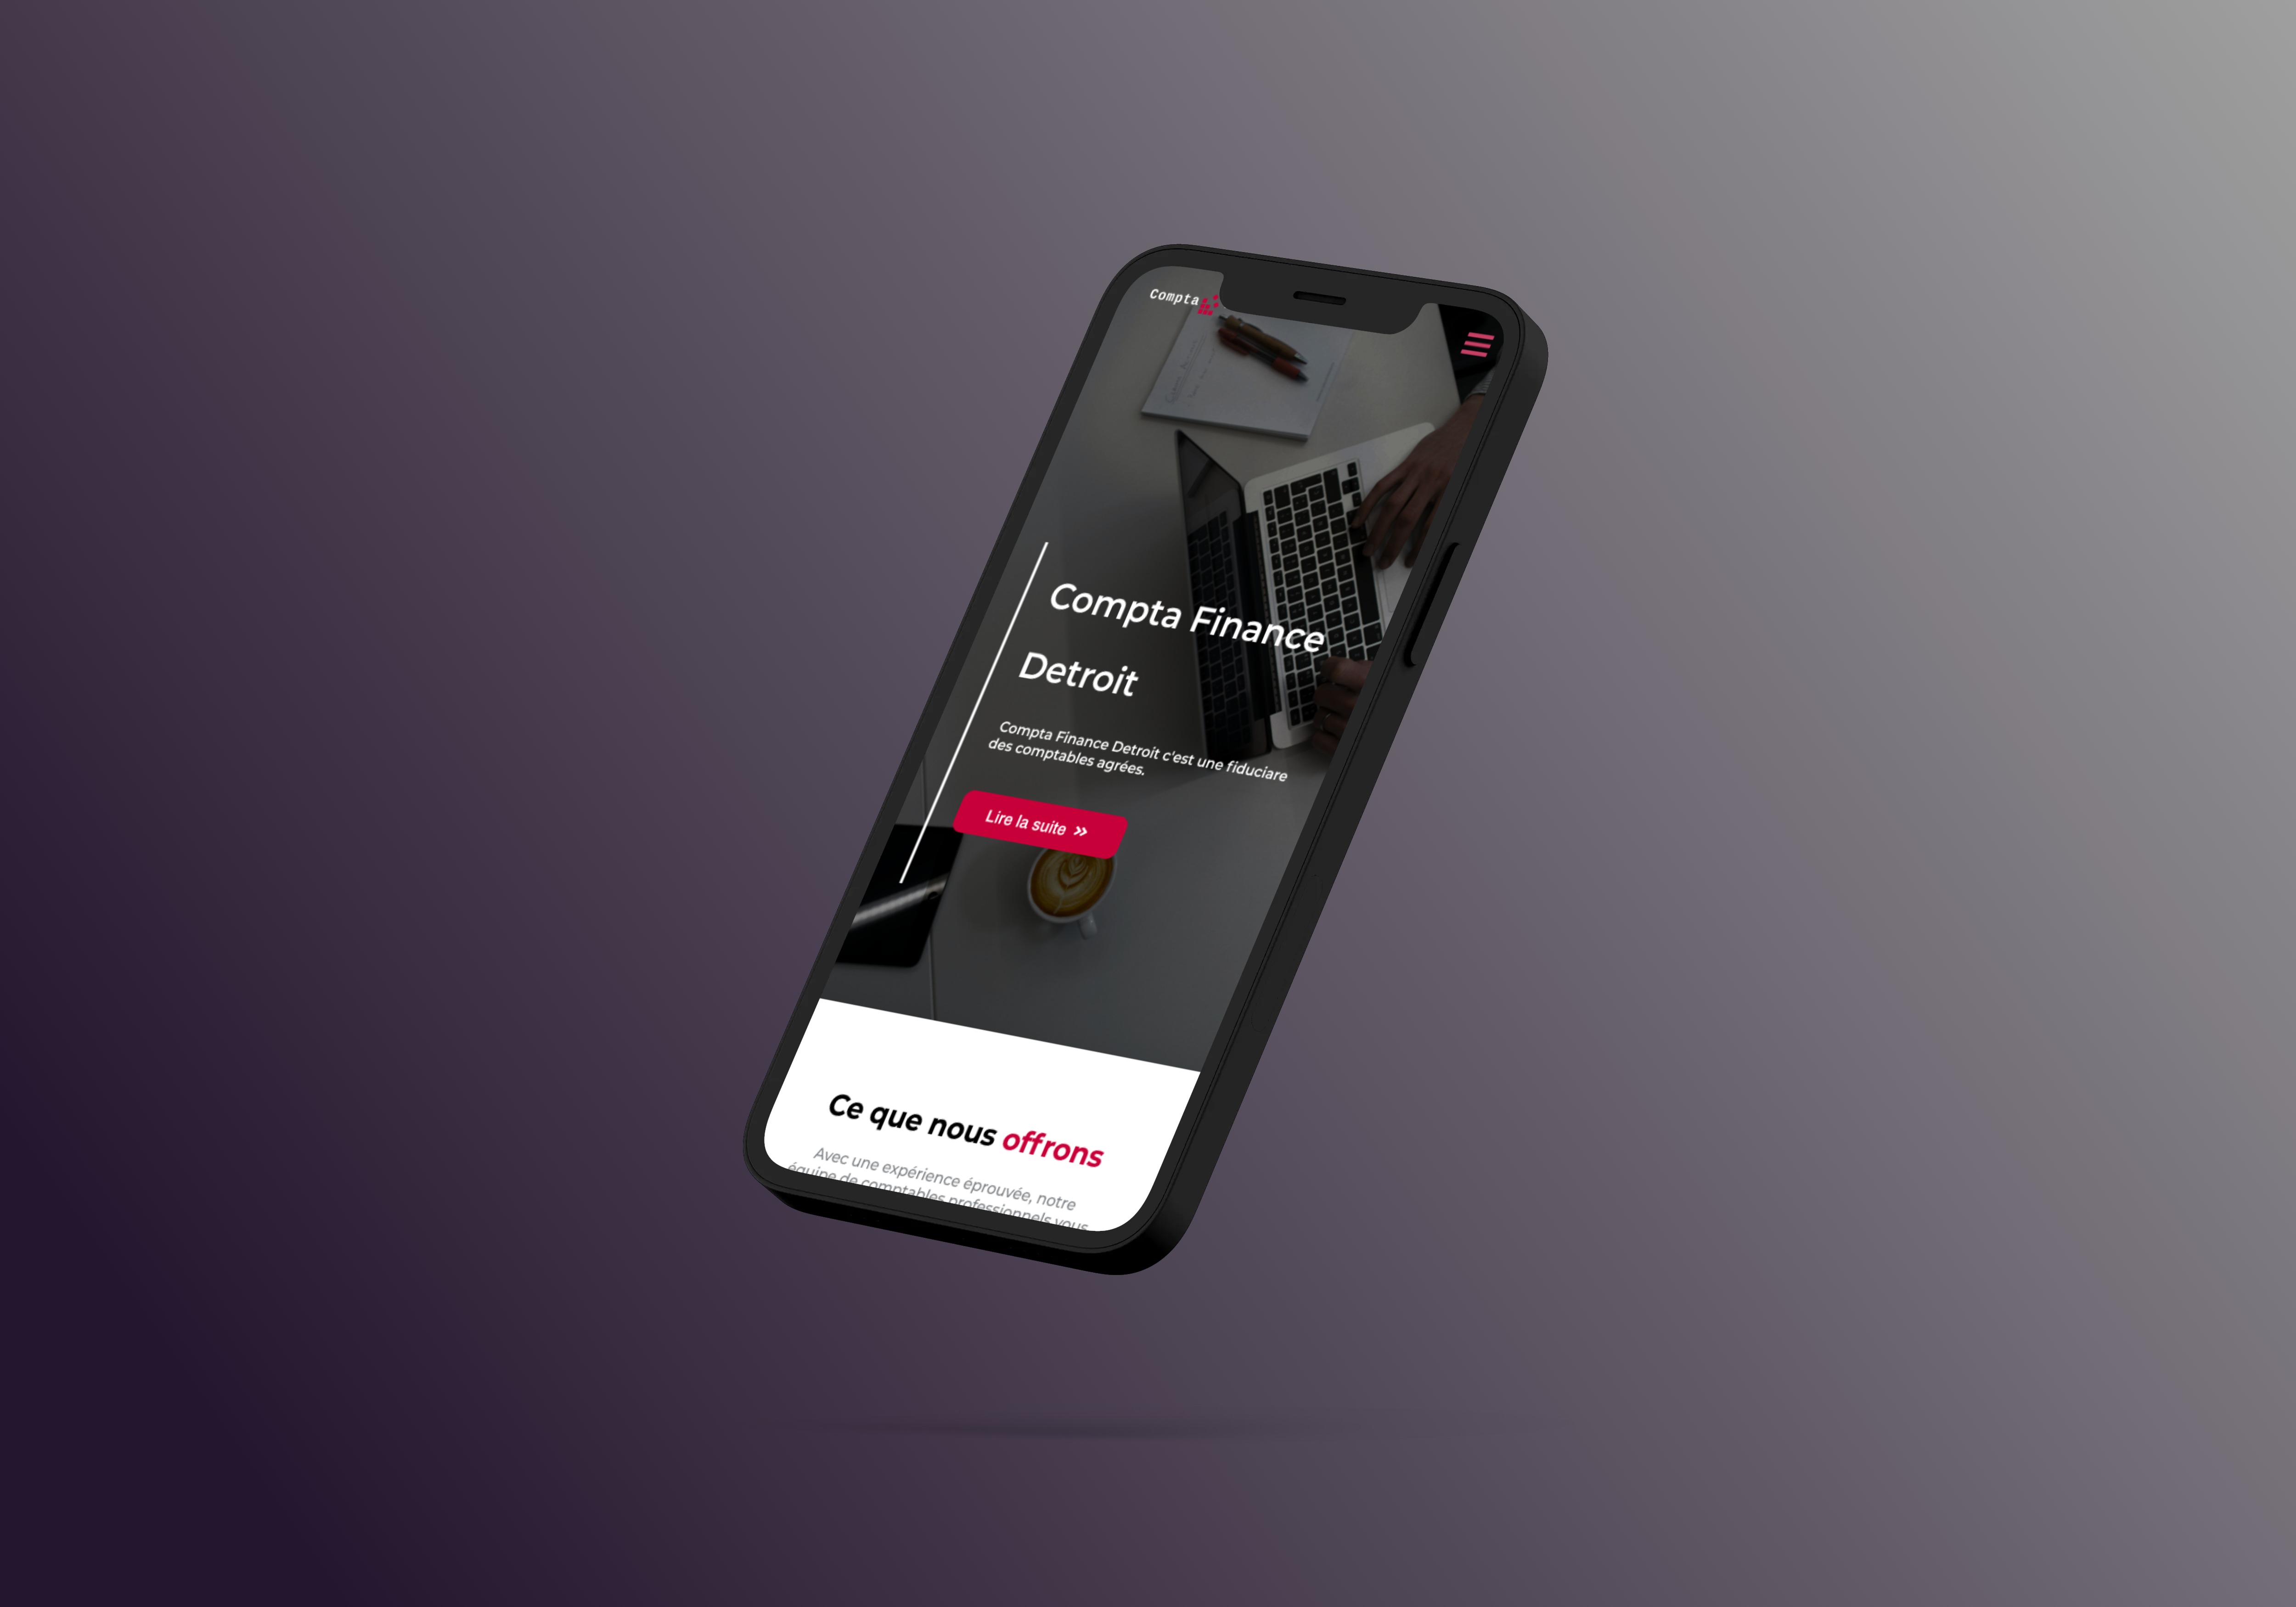 Compta
Compta Finance
Detroit
Compta Finance Detroit c'est une fiduciare
des comptables agrées.
Lire la suite »
Ce que nous offrons
Avec une expérience éprouvée, notre
équipe de comptables professionnels vous